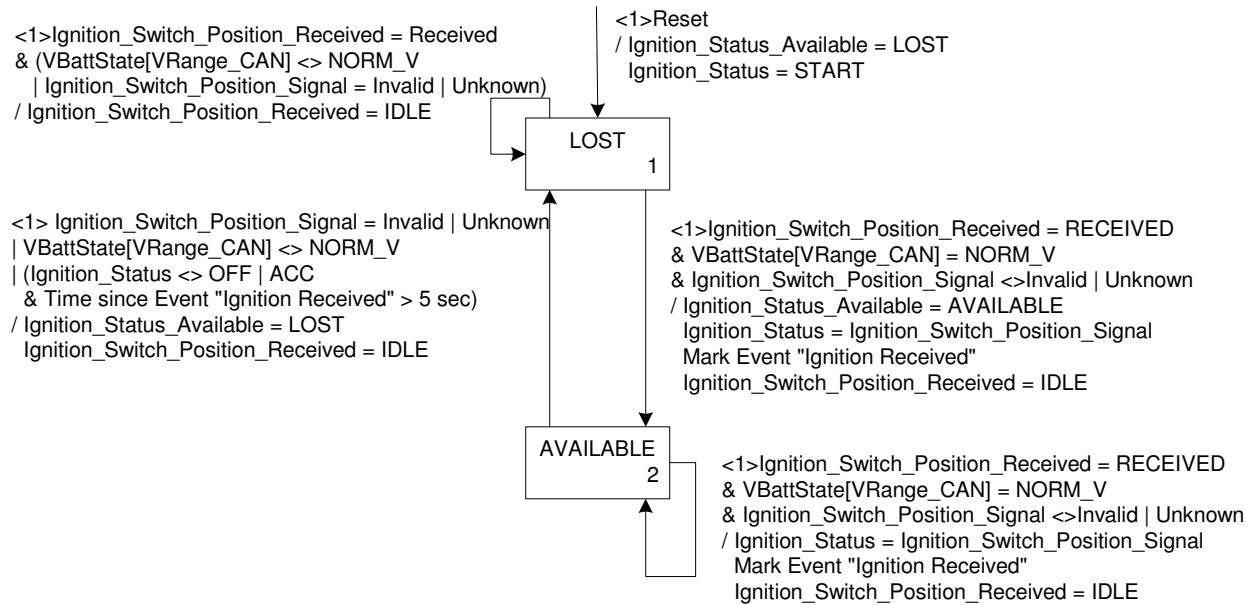 <1>Ignition_Switch_Position_Received = Received
& (VBattState[VRange_CAN] <> NORM_V
| Ignition_Switch_Position_Signal = Invalid | Unknown)
/ Ignition_Switch_Position_Received = IDLE
<1>Reset
/ Ignition_Status_Available = LOST
Ignition_Status = START
LOST
1
<1> Ignition_Switch_Position_Signal = Invalid | Unknown
| VBattState[VRange_CAN] <> NORM_V
| (Ignition_Status <> OFF | ACC
& Time since Event "Ignition Received" > 5 sec)
/ Ignition_Status_Available = LOST
Ignition_Switch_Position_Received = IDLE
<1>Ignition_Switch_Position_Received = RECEIVED
& VBattState[VRange_CAN] = NORM_V
& Ignition_Switch_Position_Signal <>Invalid | Unknown
/ Ignition_Status_Available = AVAILABLE
Ignition_Status = Ignition_Switch_Position_Signal
Mark Event "Ignition Received"
Ignition_Switch_Position_Received = IDLE
AVAILABLE
2
<1>Ignition_Switch_Position_Received = RECEIVED
& VBattState[VRange_CAN] = NORM_V
& Ignition_Switch_Position_Signal <>Invalid | Unknown
/ Ignition_Status = Ignition_Switch_Position_Signal
Mark Event "Ignition Received"
Ignition_Switch_Position_Received = IDLE